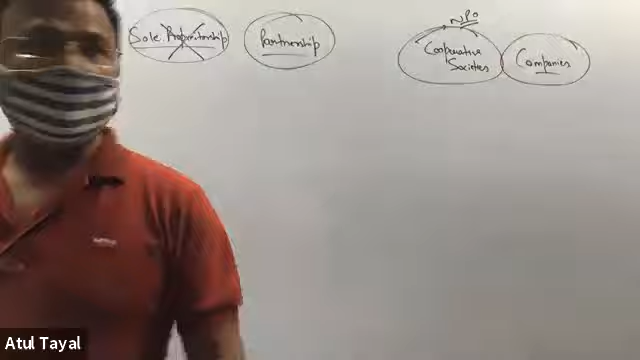 Sole Proprietorship
Partnership
NPO
Cooperative
Societies
Companies
Atul Tayal